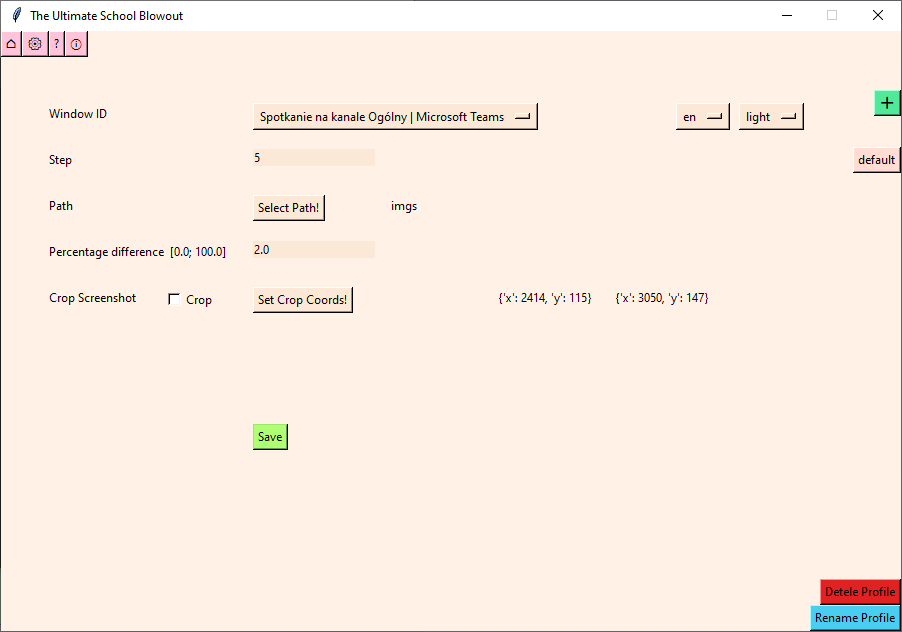 The Ultimate School Blowout
?
Window ID Spotkanie na kanale Ogólny | Microsoft Teams en light +
Step 5 default
Path Select Path! imgs
Percentage difference [0.0; 100.0] 2.0
Crop Screenshot Crop Set Crop Coords! {'x': 2414, 'y': 115} {'x': 3050, 'y': 147}
Save
Detele Profile
Rename Profile